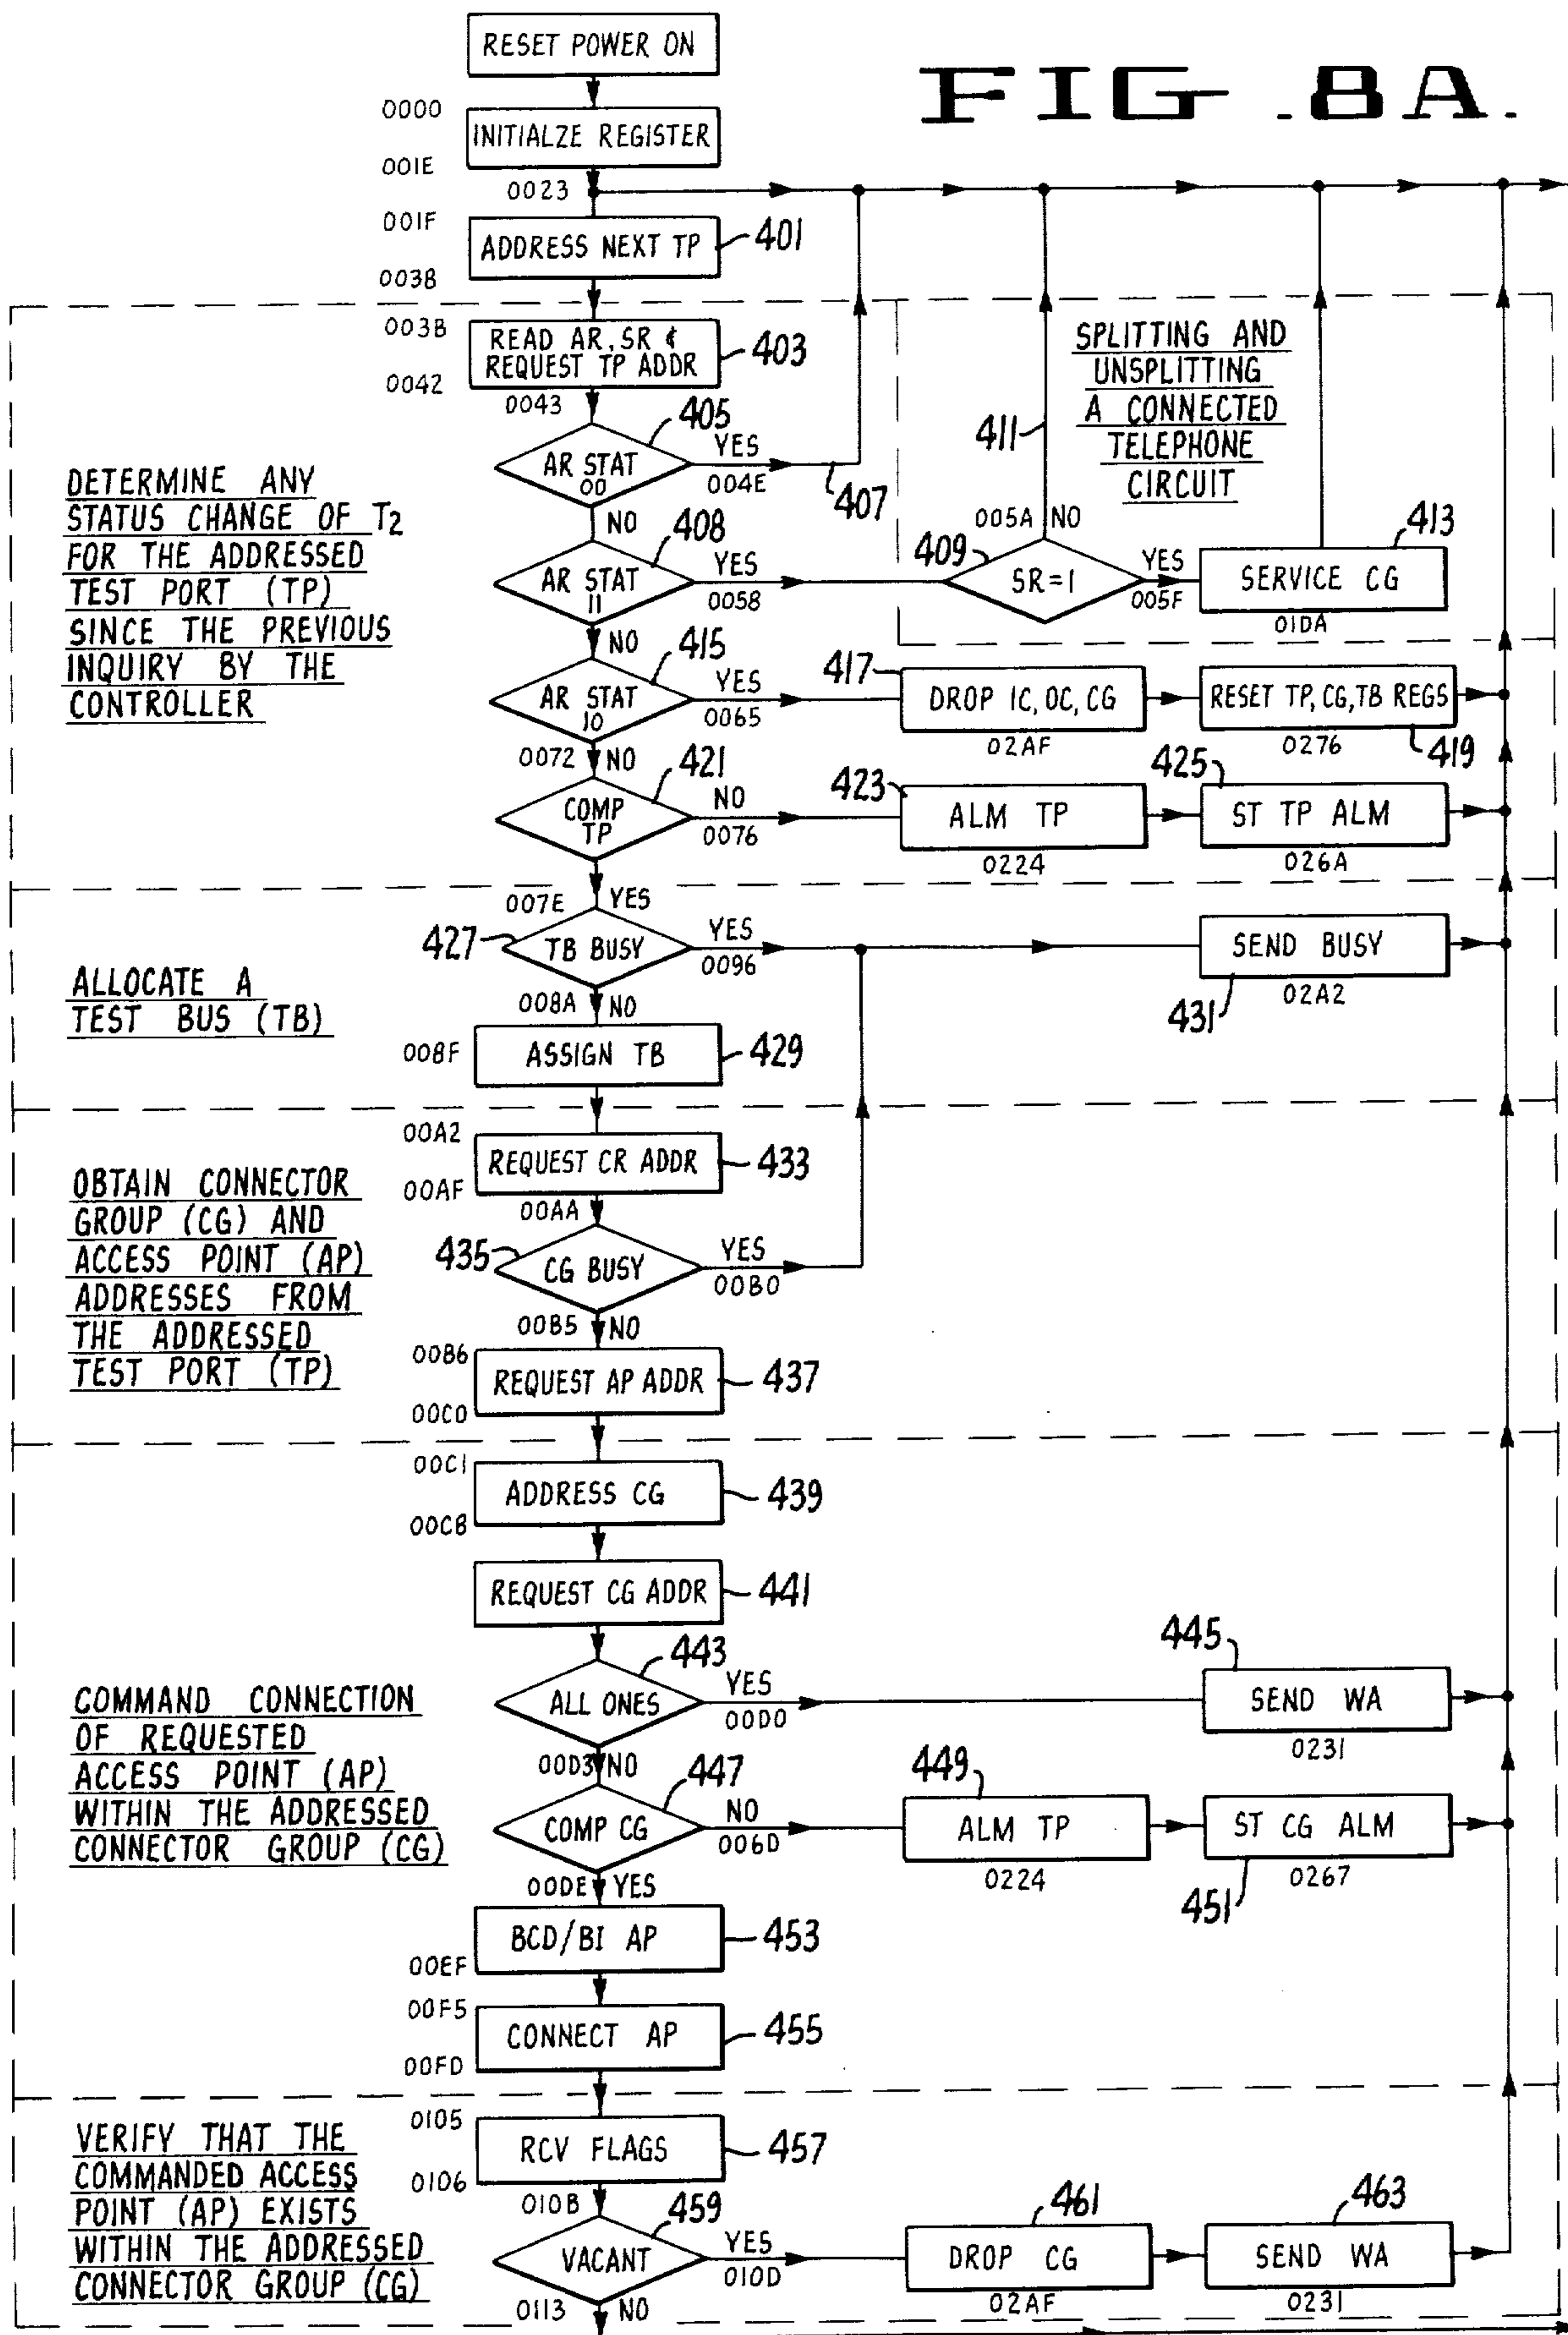 FIG. 8A.
RESET POWER ON
0000
INITIALZE REGISTER
001E
0023
001F
ADDRESS NEXT TP
401
003B
003B
READ AR, SR &
REQUEST TP ADDR
403
0042
0043
DETERMINE ANY
STATUS CHANGE OF T2
FOR THE ADDRESSED
TEST PORT (TP)
SINCE THE PREVIOUS
INQUIRY BY THE
CONTROLLER
405
AR STAT
00
YES
004E
407
NO
408
AR STAT
11
YES
0058
SPLITTING AND
UNSPLITTING
A CONNECTED
TELEPHONE
CIRCUIT
411
005A NO
409
SR=1
YES
005F
413
SERVICE CG
01DA
NO
415
AR STAT
10
YES
0065
417
DROP IC, OC, CG
02AF
RESET TP, CG, TB REGS
0276
419
0072 NO
421
COMP
TP
NO
0076
423
ALM TP
0224
425
ST TP ALM
026A
007E YES
ALLOCATE A
TEST BUS (TB)
427
TB BUSY
YES
0096
SEND BUSY
02A2
431
008A NO
008F
ASSIGN TB
429
OBTAIN CONNECTOR
GROUP (CG) AND
ACCESS POINT (AP)
ADDRESSES FROM
THE ADDRESSED
TEST PORT (TP)
00A2
REQUEST CR ADDR
433
00AF
00AA
435
CG BUSY
YES
00B0
00B5 NO
00B6
REQUEST AP ADDR
437
00C0
00C1
ADDRESS CG
439
00CB
REQUEST CG ADDR
441
COMMAND CONNECTION
OF REQUESTED
ACCESS POINT (AP)
WITHIN THE ADDRESSED
CONNECTOR GROUP (CG)
443
ALL ONES
YES
00D0
445
SEND WA
0231
00D3 NO
447
COMP CG
NO
006D
449
ALM TP
0224
ST CG ALM
0267
451
00DE YES
BCD/BI AP
453
00EF
00F5
CONNECT AP
455
00FD
VERIFY THAT THE
COMMANDED ACCESS
POINT (AP) EXISTS
WITHIN THE ADDRESSED
CONNECTOR GROUP (CG)
0105
RCV FLAGS
457
0106
010B
459
VACANT
YES
010D
461
DROP CG
02AF
463
SEND WA
0231
0113 NO